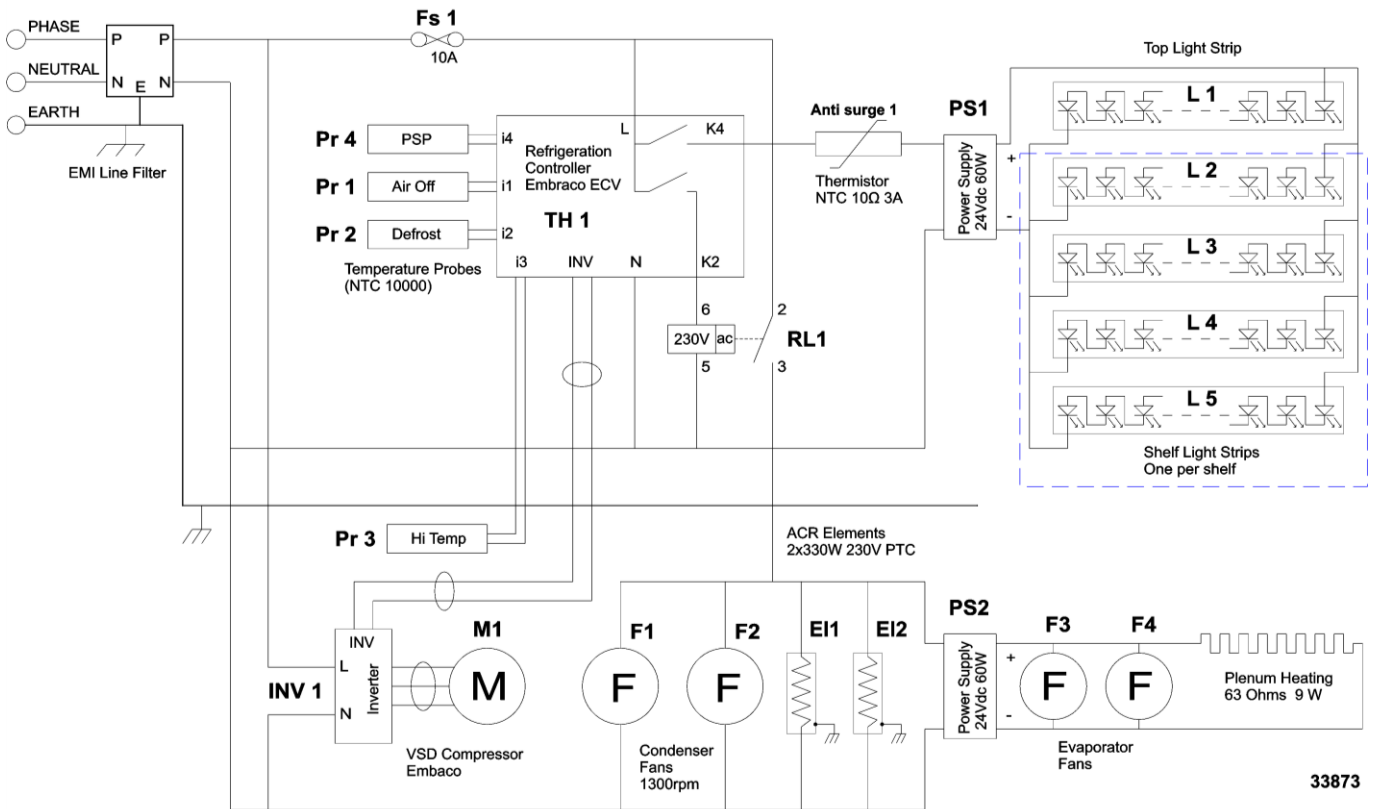 PHASE
NEUTRAL
EARTH
P P
N E N
EMI Line Filter
Fs 1
10A
Pr 4 PSP i4
Pr 1 Air Off i1
Pr 2 Defrost i2
Temperature Probes
(NTC 10000)
L K4
Refrigeration
Controller
Embraco ECV
TH 1
i3 INV N K2
6
230V ac
5
2
RL1
3
Anti surge 1
Thermistor
NTC 10Ω 3A
PS1
Power Supply
24Vdc 60W
+
-
Top Light Strip
L 1
L 2
L 3
L 4
L 5
Shelf Light Strips
One per shelf
Pr 3 Hi Temp
INV
L
N
INV 1
Inverter
M1
M
VSD Compressor
Embaco
F1
F
F2
F
Condenser
Fans
1300rpm
ACR Elements
2x330W 230V PTC
El1
El2
PS2
Power Supply
24Vdc 60W
+
-
F3
F
F4
F
Evaporator
Fans
Plenum Heating
63 Ohms 9 W
33873